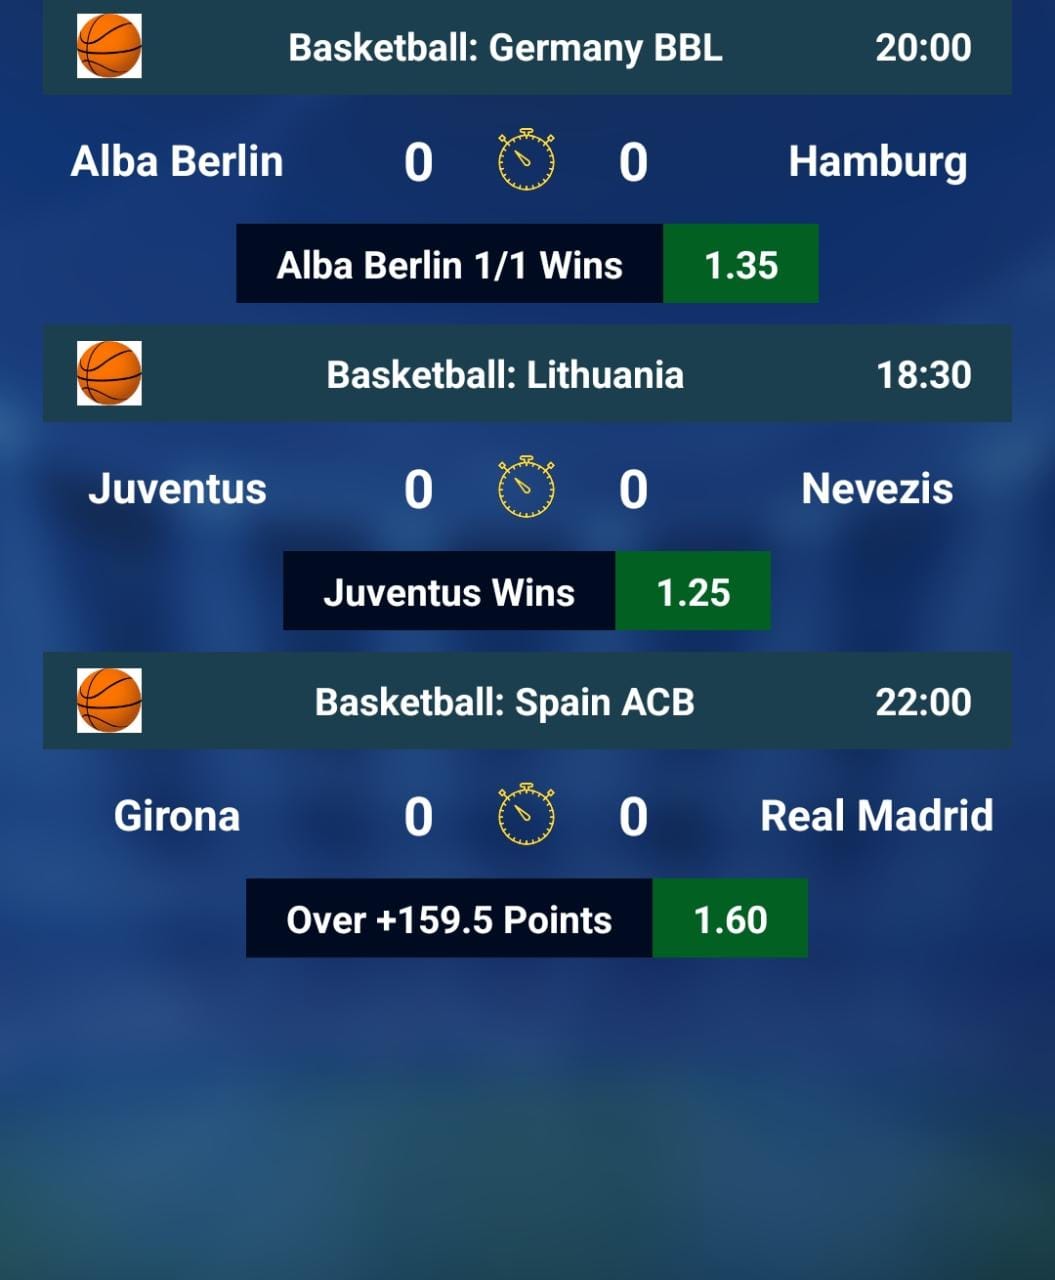 Basketball: Germany BBL 20:00
Alba Berlin 0 0 Hamburg
Alba Berlin 1/1 Wins 1.35
Basketball: Lithuania 18:30
Juventus 0 0 Nevezis
Juventus Wins 1.25
Basketball: Spain ACB 22:00
Girona 0 0 Real Madrid
Over +159.5 Points 1.60